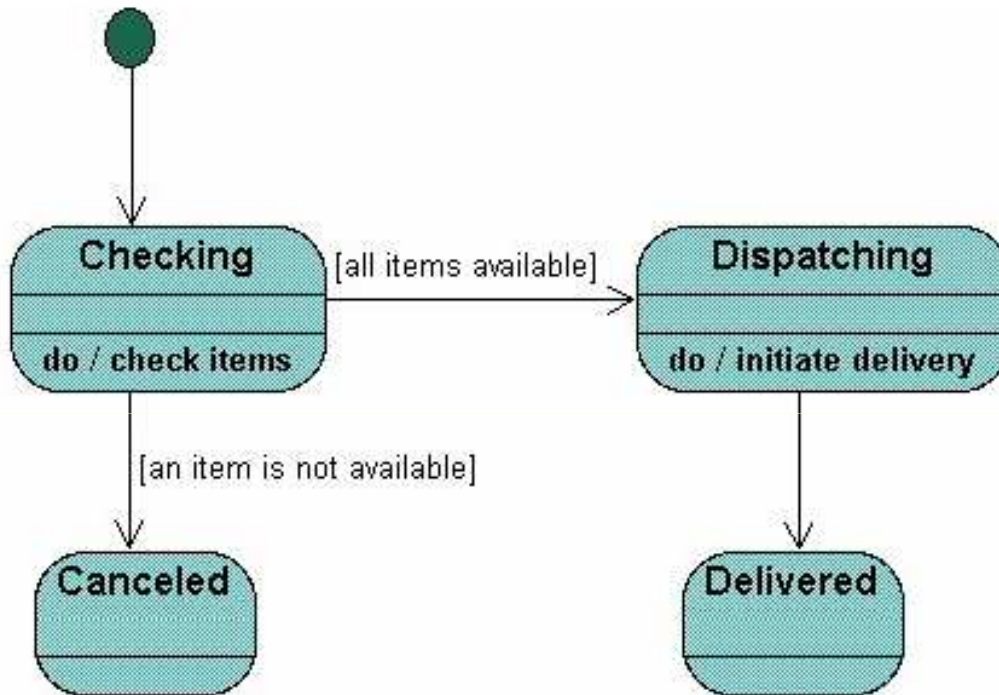 Checking
[all items available]
Dispatching
do / check items
do / initiate delivery
[an item is not available]
Canceled
Delivered